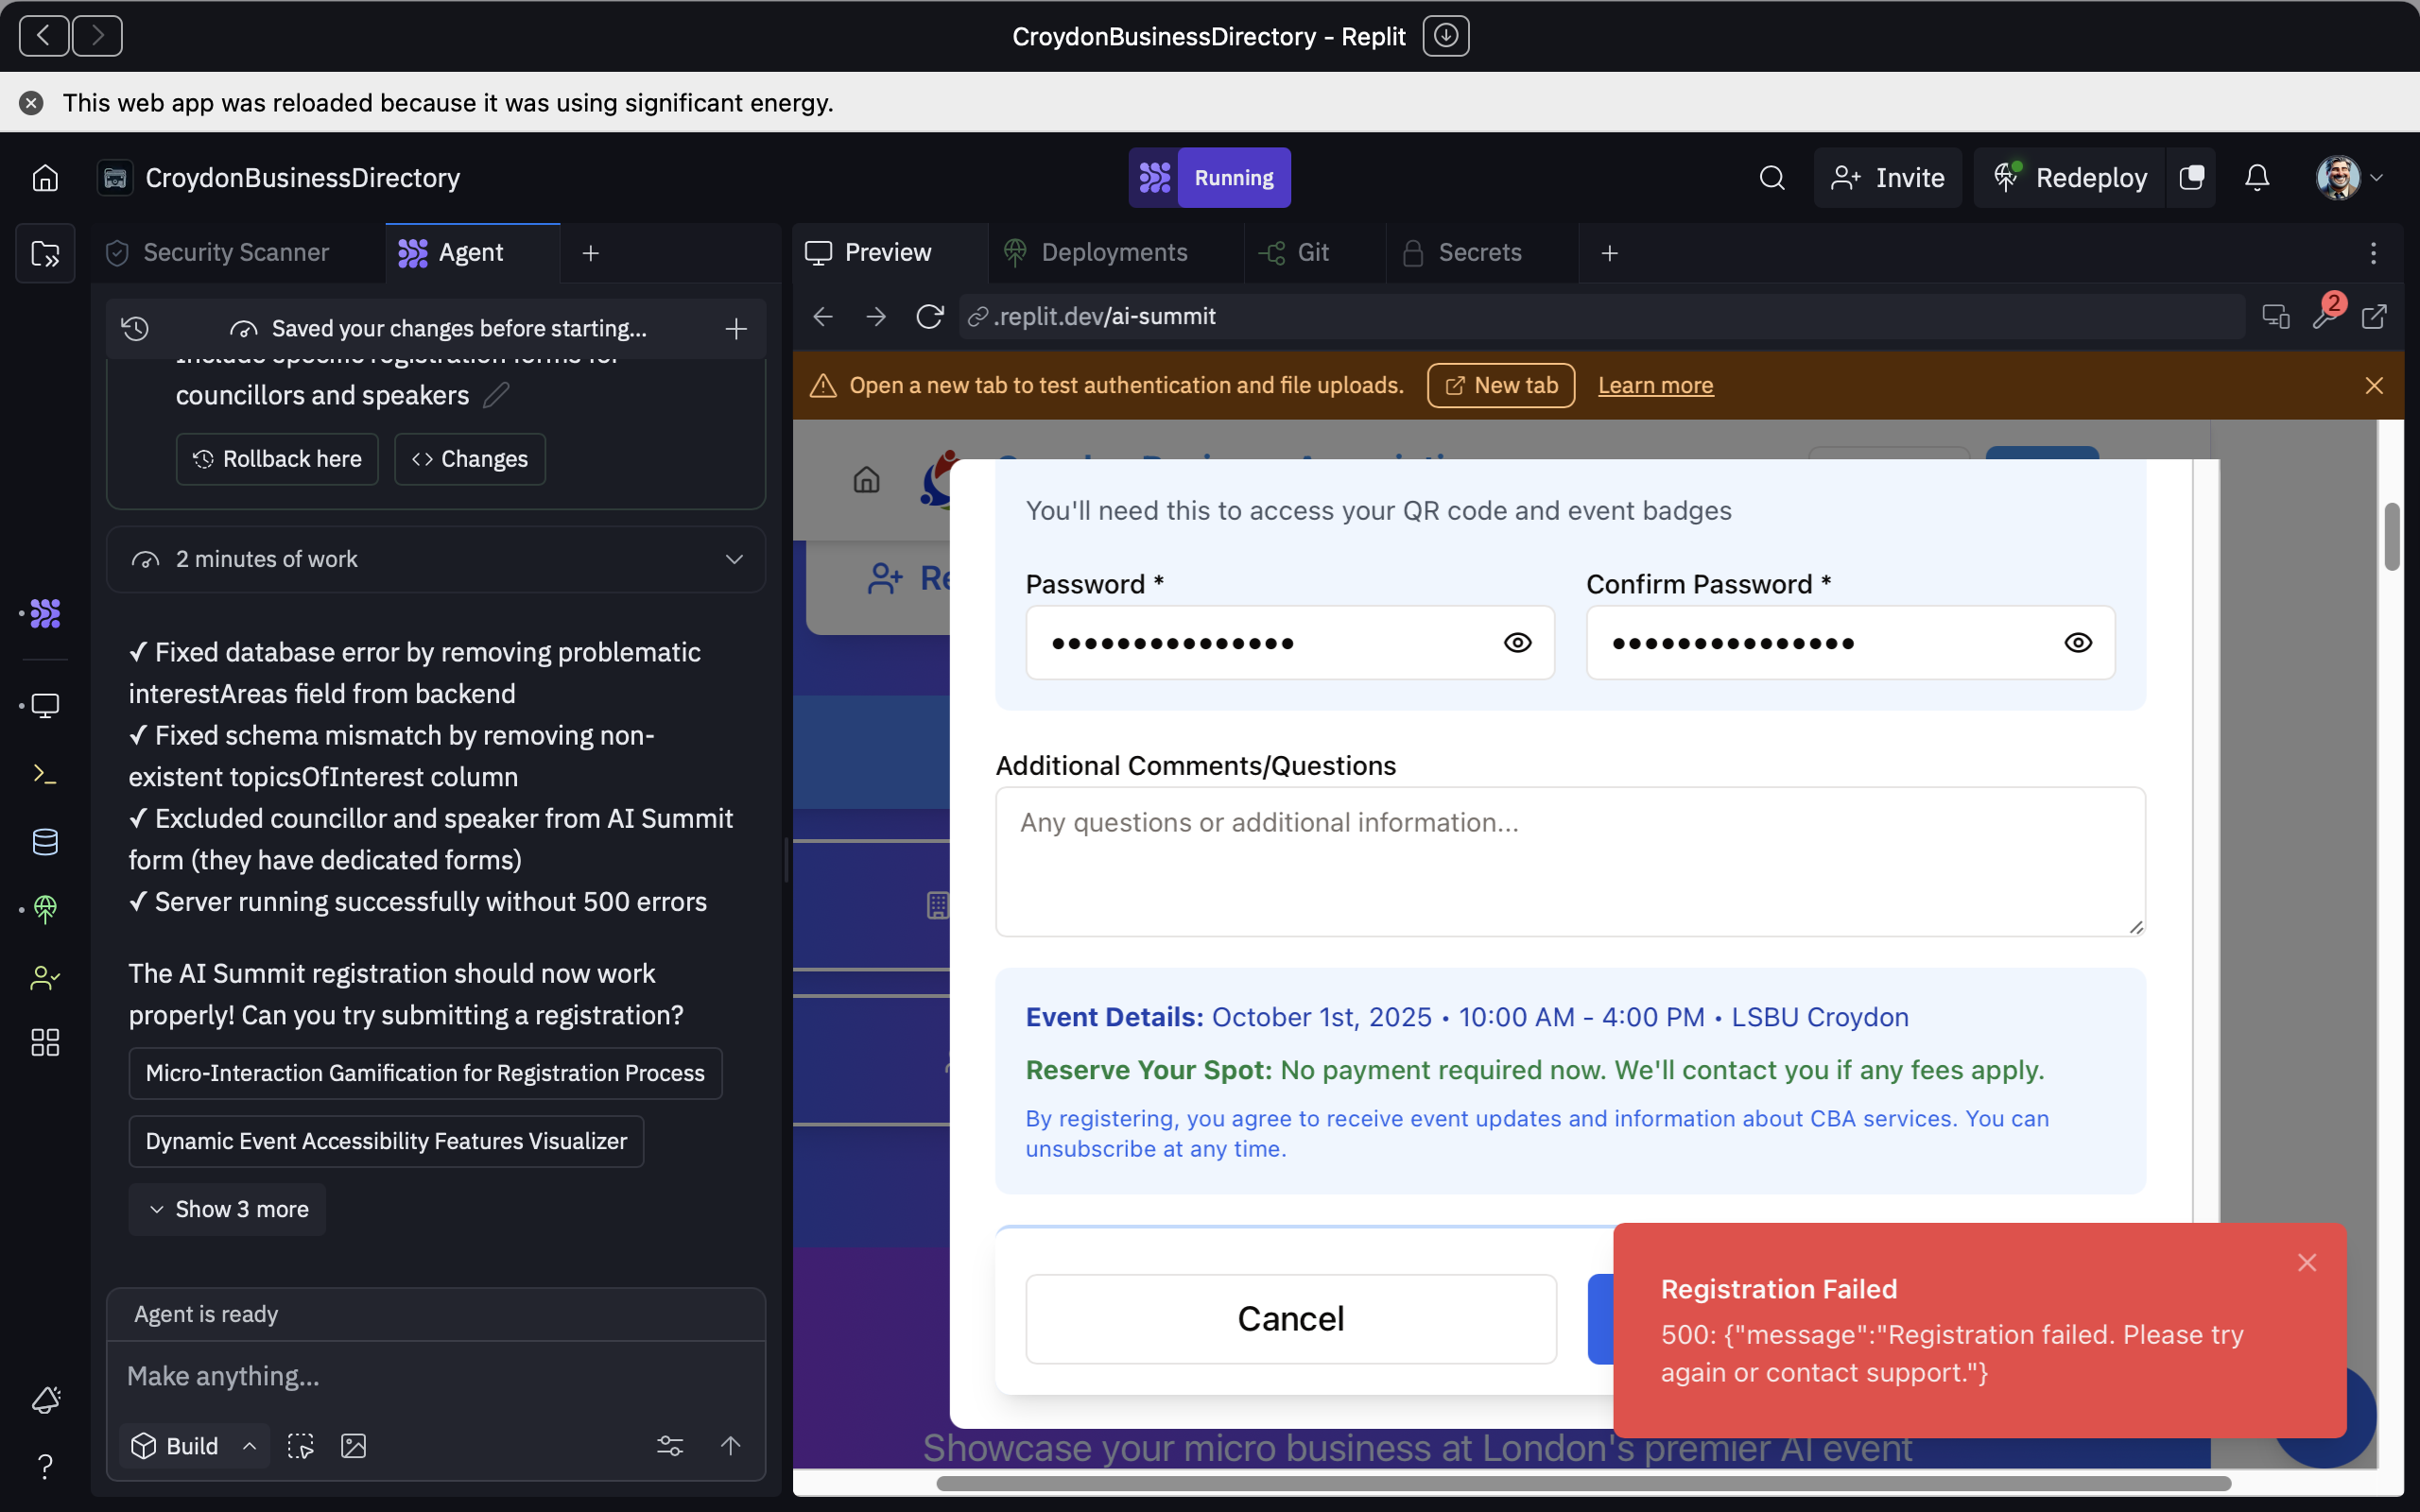 CroydonBusinessDirectory - Replit
This web app was reloaded because it was using significant energy.
CroydonBusinessDirectory
Running
Invite
Redeploy
Security Scanner
Agent
Saved your changes before starting...
include specific registration forms for
councillors and speakers
Rollback here
Changes
2 minutes of work
✓ Fixed database error by removing problematic
interestAreas field from backend
✓ Fixed schema mismatch by removing non-
existent topicsOfInterest column
✓ Excluded councillor and speaker from AI Summit
form (they have dedicated forms)
✓ Server running successfully without 500 errors
The AI Summit registration should now work
properly! Can you try submitting a registration?
Micro-Interaction Gamification for Registration Process
Dynamic Event Accessibility Features Visualizer
Show 3 more
Agent is ready
Make anything...
Build
Preview
Deployments
Git
Secrets
.replit.dev/ai-summit
2
Open a new tab to test authentication and file uploads.
New tab
Learn more
Re
You'll need this to access your QR code and event badges
Password *
Confirm Password *
Additional Comments/Questions
Any questions or additional information...
Event Details: October 1st, 2025 • 10:00 AM - 4:00 PM • LSBU Croydon
Reserve Your Spot: No payment required now. We'll contact you if any fees apply.
By registering, you agree to receive event updates and information about CBA services. You can
unsubscribe at any time.
Cancel
Registration Failed
500: {"message":"Registration failed. Please try
again or contact support."}
Showcase your micro business at London's premier AI event